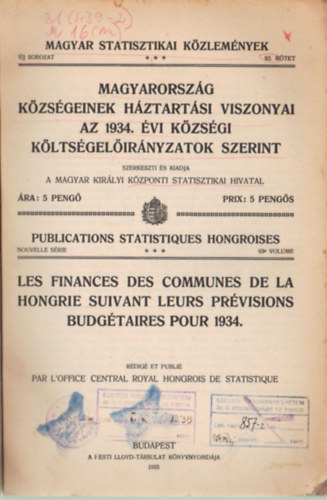 MAGYAR STATISZTIKAI KÖZLEMÉNYEK
ÚJ SOROZAT * * * KÖTET
MAGYARORSZÁG
KÖZSÉGEINEK HÁZTARTÁSI VISZONYAI
AZ 1934. ÉVI KÖZSÉGI
KÖLTSÉGELŐIRÁNYZATOK SZERINT
SZERKESZTI ÉS KIADJA
A MAGYAR KIRÁLYI KÖZPONTI STATISZTIKAI HIVATAL
ÁRA: 5 PENGŐ PRIX: 5 PENGŐS
PUBLICATIONS STATISTIQUES HONGROISES
NOUVELLE SÉRIE * * * VOLUME
LES FINANCES DES COMMUNES DE LA
HONGRIE SUIVANT LEURS PRÉVISIONS
BUDGÉTAIRES POUR 1934.
RÉDIGÉ ET PUBLIÉ
PAR L'OFFICE CENTRAL ROYAL HONGROIS DE STATISTIQUE
BUDAPEST
A PESTI LLOYD-TÁRSULAT KÖNYVNYOMDÁJA
1935